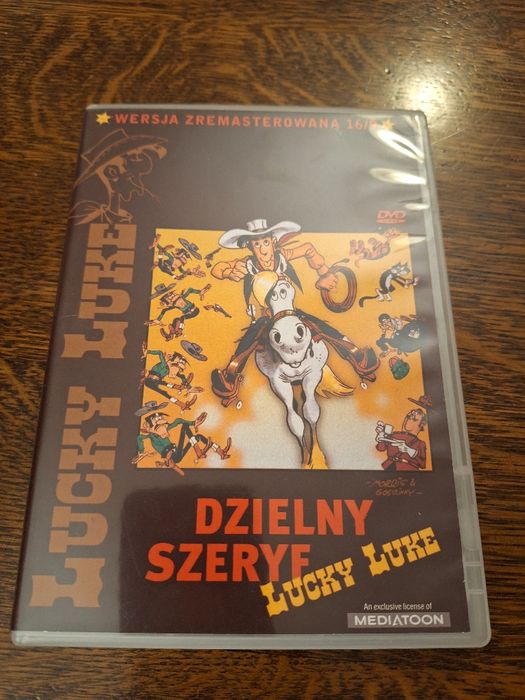 WERSJA ZREMASTEROWANA 16/9
LUCKY LUKE
DVD
MORRIS &
GOSCINNY
DZIELNY
SZERYF
LUCKY LUKE
An exclusive license of
MEDIATOON